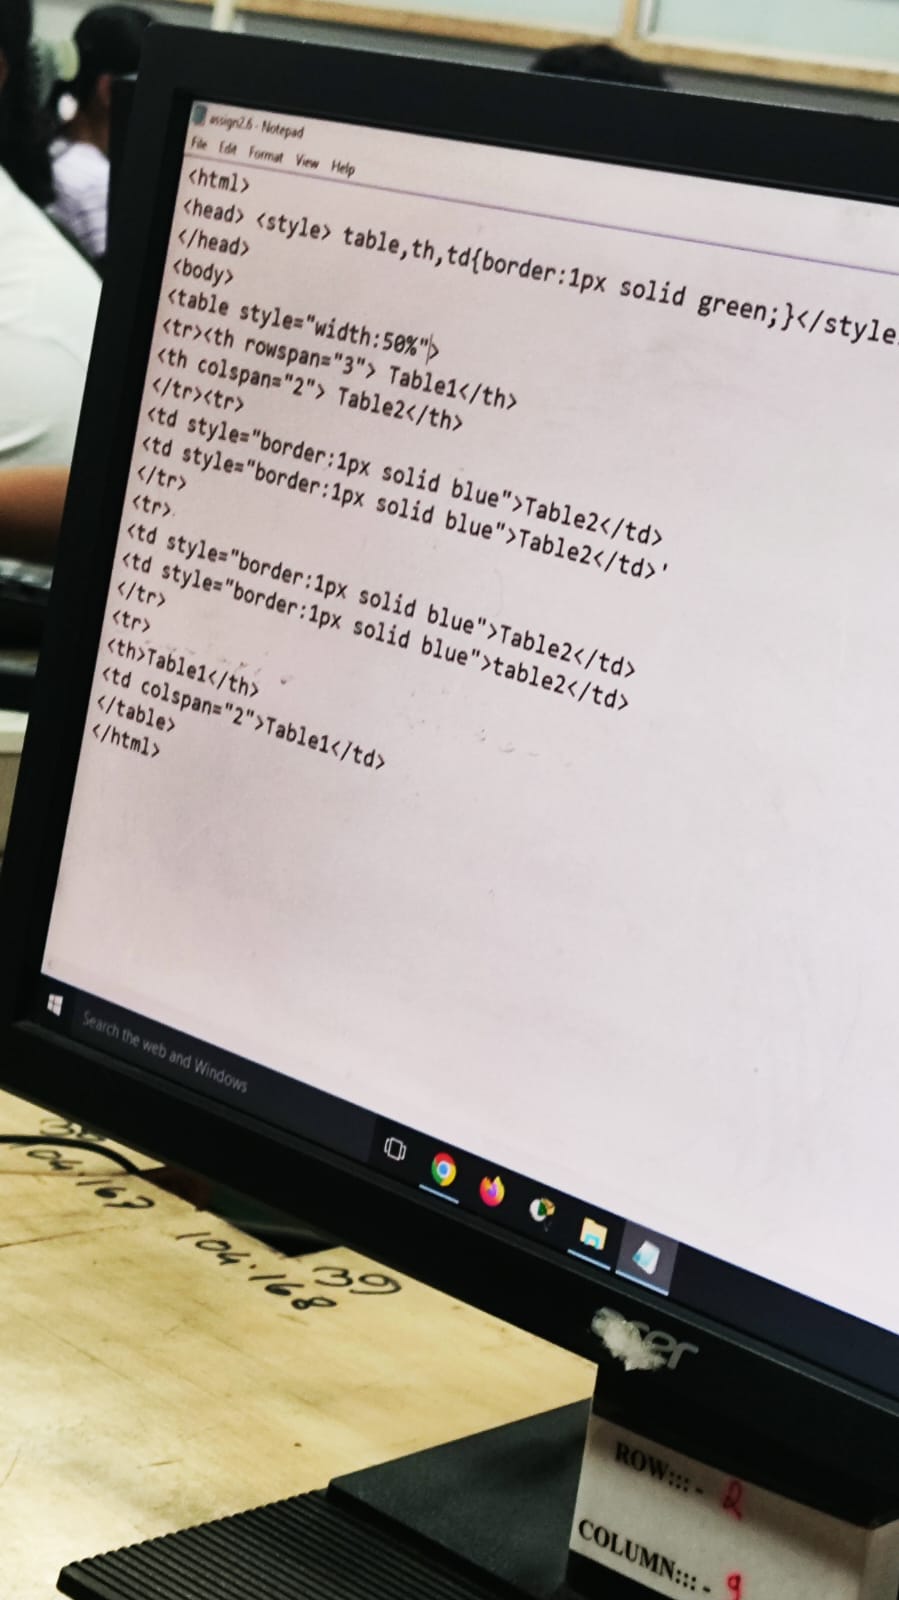 assign2.6 - Notepad
File Edit Format View Help
<html>
<head> <style> table,th,td{border:1px solid green;}</style
</head>
<body>
<table style="width:50%">
<tr><th rowspan="3"> Table1</th>
<th colspan="2"> Table2</th>
</tr><tr>
<td style="border:1px solid blue">Table2</td>
<td style="border:1px solid blue">Table2</td>'
</tr>
<tr>
<td style="border:1px solid blue">Table2</td>
<td style="border:1px solid blue">table2</td>
</tr>
<tr>
<th>Table1</th>
<td colspan="2">Table1</td>
</table>
</html>
Search the web and Windows
104.167
39
104.168
acer
ROW::: - 2
COLUMN::: - 9